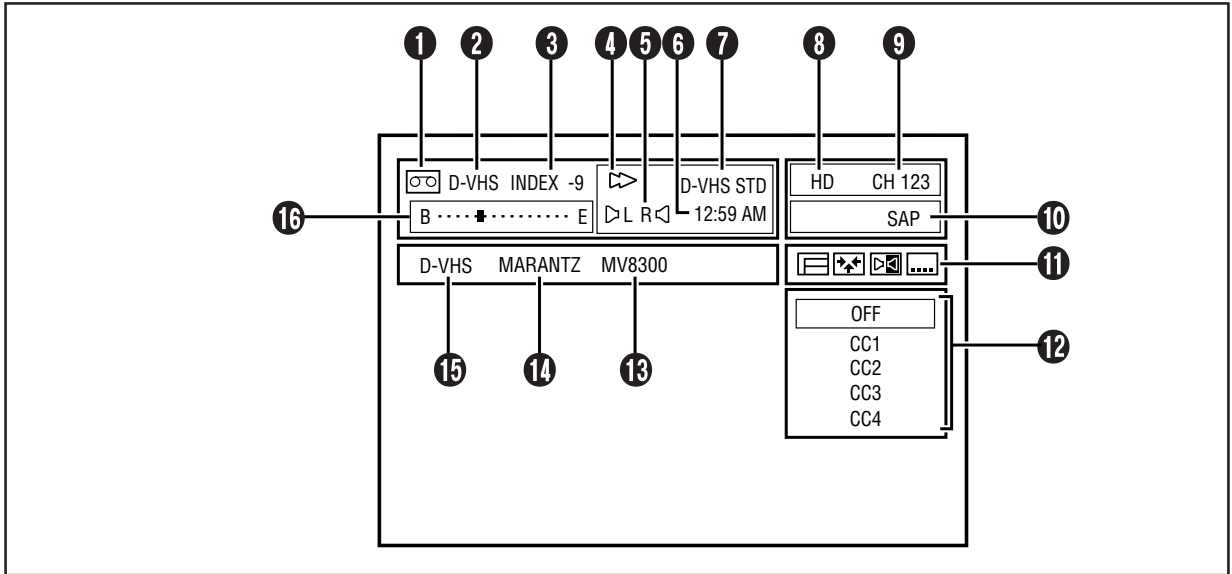 1 2 3 4 5 6 7 8 9
D-VHS INDEX -9 D-VHS STD HD CH 123
B E L R 12:59 AM SAP 10
16
D-VHS MARANTZ MV8300 11
OFF
CC1 12
CC2
CC3
CC4
15 14 13